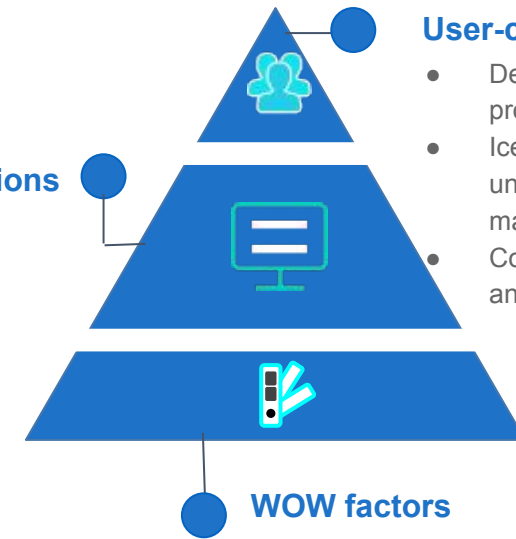 User-c
De
pro
Ice
un
ions
ma
Co
an
WOW factors